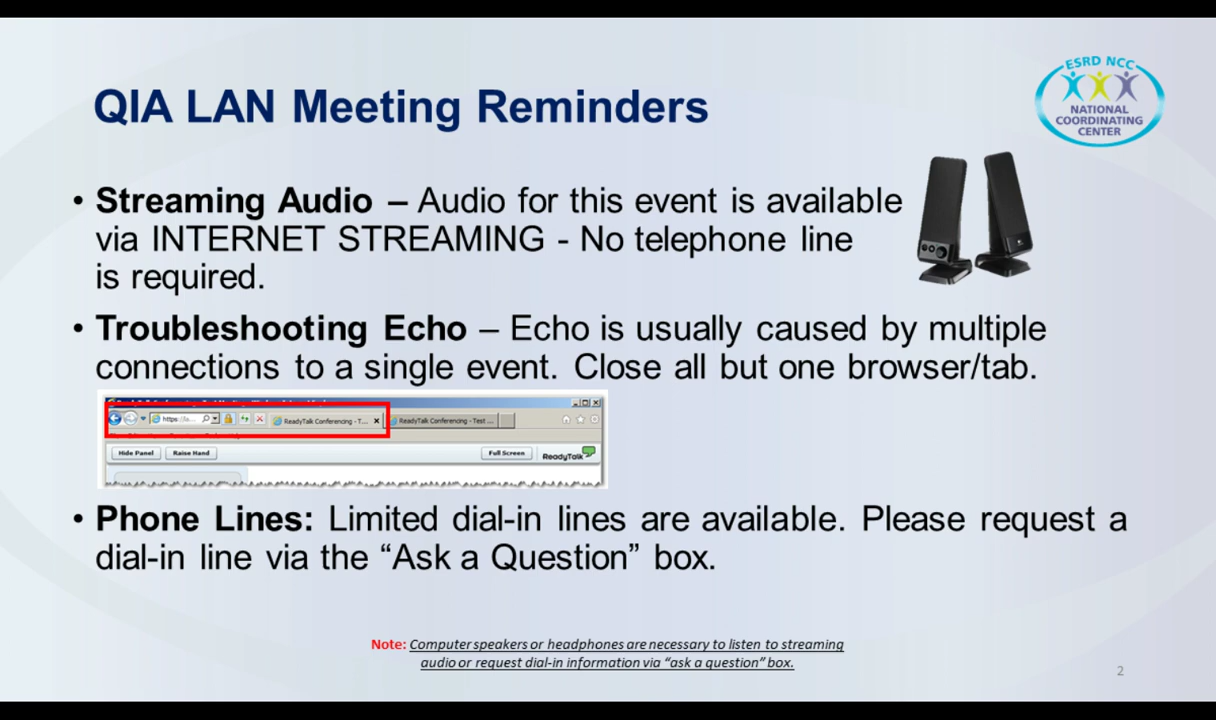 ESRD NCC
NATIONAL
COORDINATING
CENTER
QIA LAN Meeting Reminders
• Streaming Audio – Audio for this event is available
via INTERNET STREAMING - No telephone line
is required.
• Troubleshooting Echo – Echo is usually caused by multiple
connections to a single event. Close all but one browser/tab.
https://a... ReadyTalk Conferencing - T... ReadyTalk Conferencing - Test ...
Hide Panel Raise Hand Full Screen ReadyTalk
• Phone Lines: Limited dial-in lines are available. Please request a
dial-in line via the “Ask a Question” box.
Note: Computer speakers or headphones are necessary to listen to streaming
audio or request dial-in information via “ask a question” box.
2